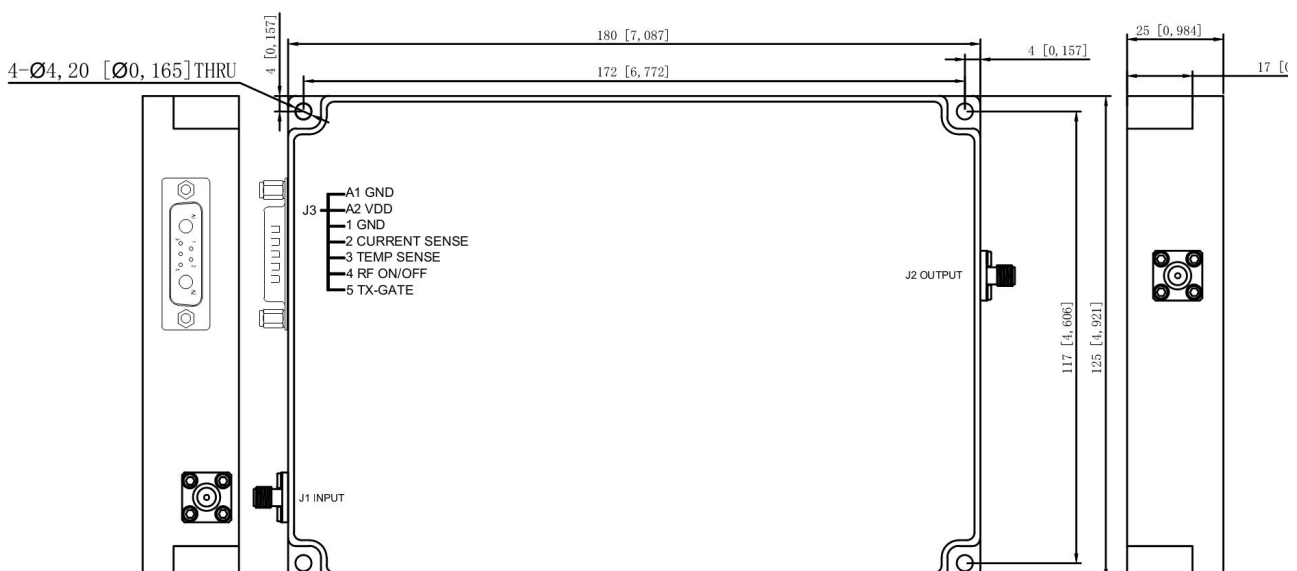 4 [0,157]
180 [7,087]
25 [0,984]
4 [0,157]
4-Ø4,20 [Ø0,165]THRU
172 [6,772]
17 [0
A1 GND
J3
A2 VDD
1 GND
2 CURRENT SENSE
3 TEMP SENSE
4 RF ON/OFF
5 TX-GATE
J2 OUTPUT
117 [4,606]
125 [4,921]
J1 INPUT